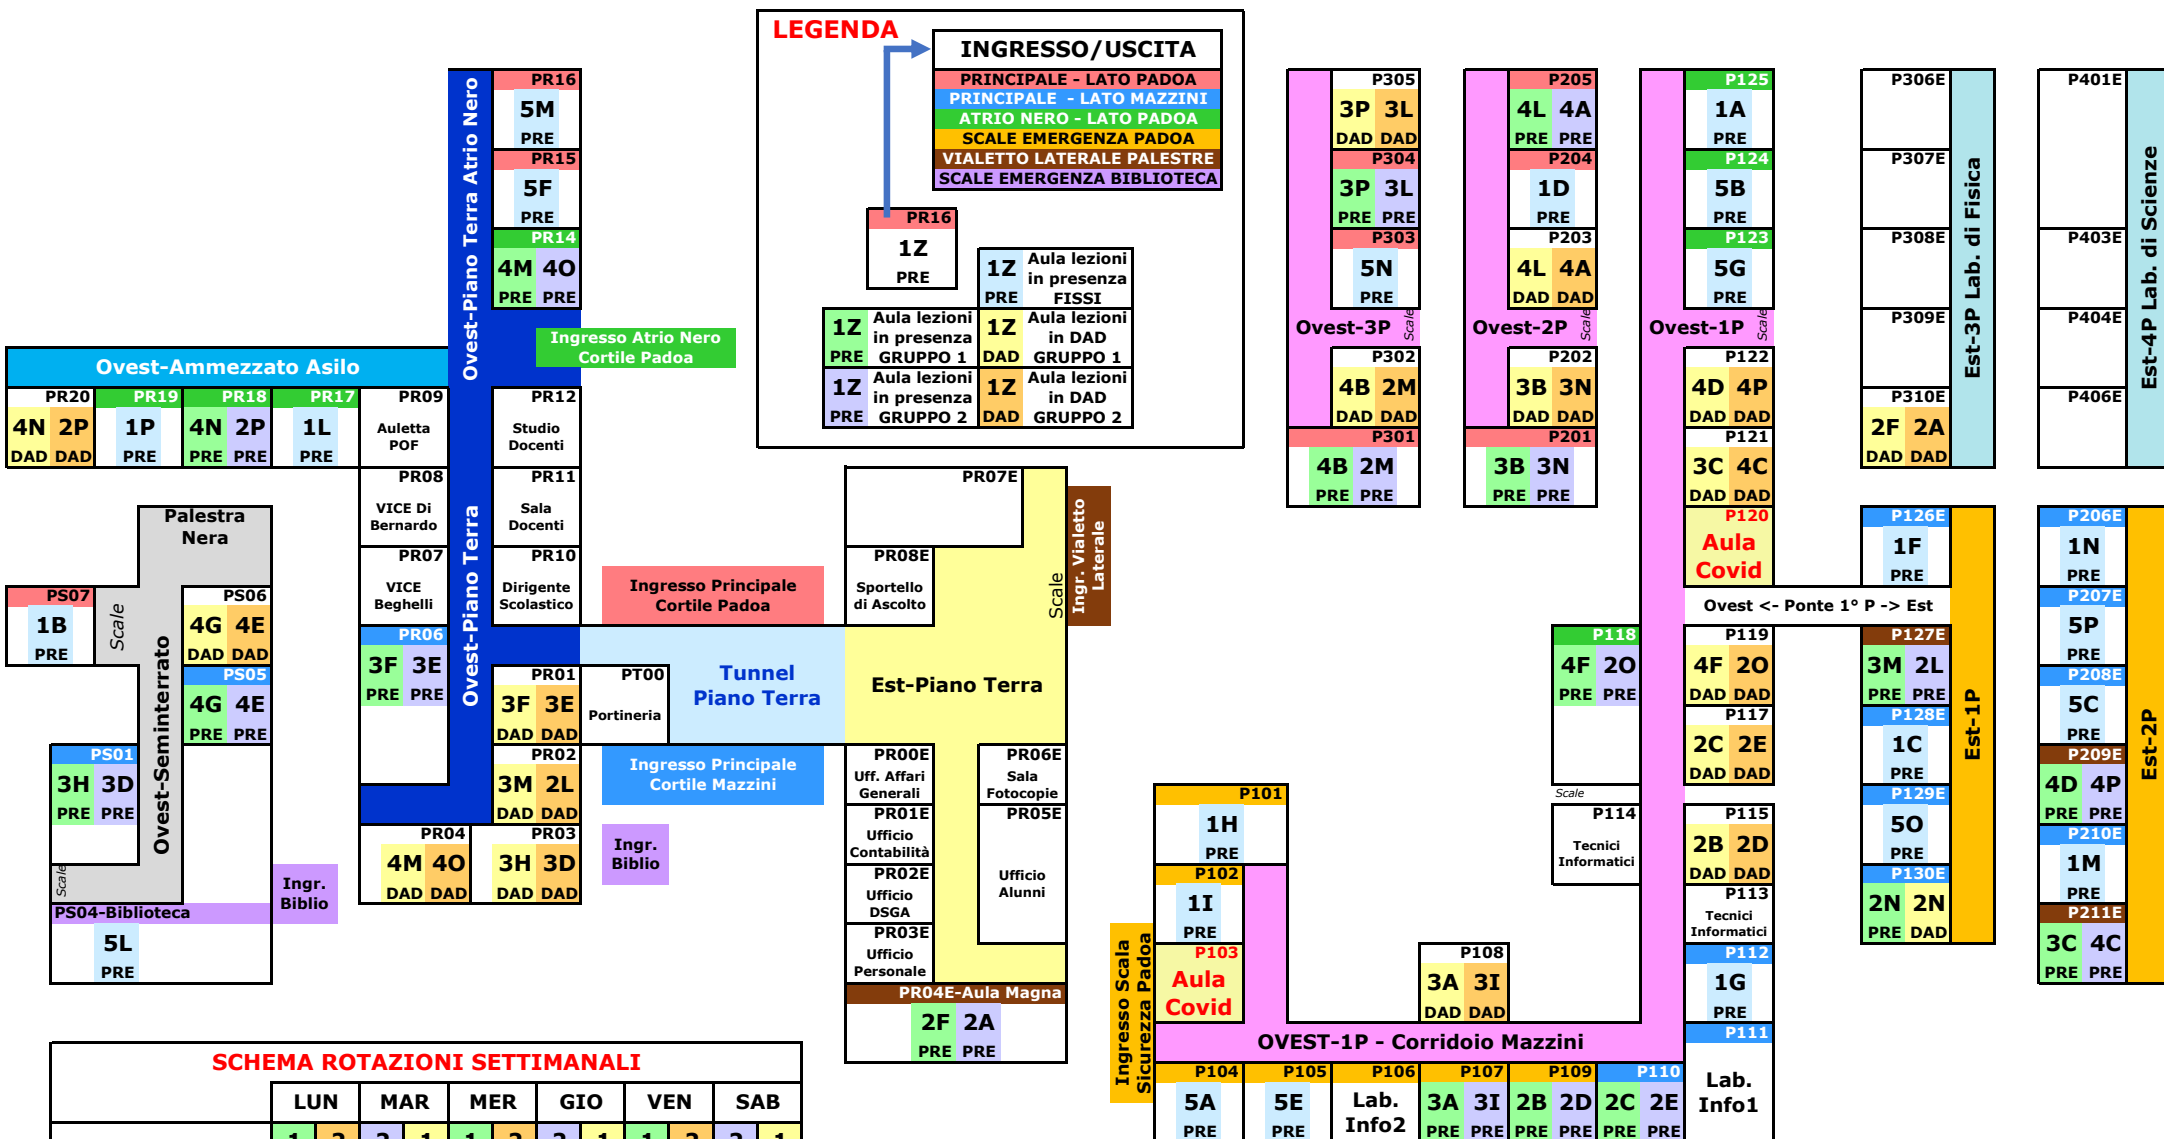 LEGENDA
INGRESSO/USCITA
PRINCIPALE - LATO PADOA
PRINCIPALE - LATO MAZZINI
ATRIO NERO - LATO PADOA
SCALE EMERGENZA PADOA
VIALETTO LATERALE PALESTRE
SCALE EMERGENZA BIBLIOTECA
PR16
1Z
PRE
1Z PRE Aula lezioni
in presenza
FISSI
1Z PRE Aula lezioni
in presenza
GRUPPO 1
1Z DAD Aula lezioni
in DAD
GRUPPO 1
1Z PRE Aula lezioni
in presenza
GRUPPO 2
1Z DAD Aula lezioni
in DAD
GRUPPO 2
Ovest-Piano Terra Atrio Nero
PR16
5M
PRE
PR15
5F
PRE
PR14
4M 4O
PRE PRE
Ingresso Atrio Nero
Cortile Padoa
Ovest-Ammezzato Asilo
PR20
4N 2P
DAD DAD
PR19
1P
PRE
PR18
4N 2P
PRE PRE
PR17
1L
PRE
PR09
Auletta
POF
PR12
Studio
Docenti
PR08
VICE Di
Bernardo
PR11
Sala
Docenti
PR07
VICE
Beghelli
PR10
Dirigente
Scolastico
Ovest-Piano Terra
PR06
3F 3E
PRE PRE
PR01
3F 3E
DAD DAD
PT00
Portineria
PR02
3M 2L
DAD DAD
PR04
4M 4O
DAD DAD
PR03
3H 3D
DAD DAD
Ingresso Principale
Cortile Padoa
Tunnel
Piano Terra
Ingresso Principale
Cortile Mazzini
Ingr.
Biblio
Palestra
Nera
PS07
1B
PRE
Scale
PS06
4G 4E
DAD DAD
PS05
4G 4E
PRE PRE
Ovest-Seminterrato
PS01
3H 3D
PRE PRE
Scale
PS04-Biblioteca
5L
PRE
Ingr.
Biblio
PR07E
PR08E
Sportello
di Ascolto
Scale
Ingr. Vialetto
Laterale
Est-Piano Terra
PR00E
Uff. Affari
Generali
PR06E
Sala
Fotocopie
PR01E
Ufficio
Contabilità
PR05E
Ufficio
Alunni
PR02E
Ufficio
DSGA
PR03E
Ufficio
Personale
PR04E-Aula Magna
2F 2A
PRE PRE
P305
3P 3L
DAD DAD
P304
3P 3L
PRE PRE
P303
5N
PRE
Ovest-3P Scale
P302
4B 2M
DAD DAD
P301
4B 2M
PRE PRE
P205
4L 4A
PRE PRE
P204
1D
PRE
P203
4L 4A
DAD DAD
Ovest-2P Scale
P202
3B 3N
DAD DAD
P201
3B 3N
PRE PRE
P125
1A
PRE
P124
5B
PRE
P123
5G
PRE
Ovest-1P Scale
P122
4D 4P
DAD DAD
P121
3C 4C
DAD DAD
P120
Aula
Covid
Ovest <- Ponte 1° P -> Est
P118
4F 2O
PRE PRE
P119
4F 2O
DAD DAD
P117
2C 2E
DAD DAD
Scale
P114
Tecnici
Informatici
P115
2B 2D
DAD DAD
P113
Tecnici
Informatici
P112
1G
PRE
P111
Lab.
Info1
P101
1H
PRE
P102
1I
PRE
P103
Aula
Covid
Ingresso Scala
Sicurezza Padoa
P108
3A 3I
DAD DAD
OVEST-1P - Corridoio Mazzini
P104
5A
PRE
P105
5E
PRE
P106
Lab.
Info2
P107
3A 3I
PRE PRE
P109
2B 2D
PRE PRE
P110
2C 2E
PRE PRE
P306E
P307E
P308E
P309E
P310E
2F 2A
DAD DAD
Est-3P Lab. di Fisica
P401E
P403E
P404E
P406E
Est-4P Lab. di Scienze
P126E
1F
PRE
P127E
3M 2L
PRE PRE
P128E
1C
PRE
P129E
5O
PRE
P130E
2N 2N
PRE DAD
Est-1P
P206E
1N
PRE
P207E
5P
PRE
P208E
5C
PRE
P209E
4D 4P
PRE PRE
P210E
1M
PRE
P211E
3C 4C
PRE PRE
Est-2P
SCHEMA ROTAZIONI SETTIMANALI
LUN MAR MER GIO VEN SAB
1 2 2 1 1 2 2 1 1 2 2 1